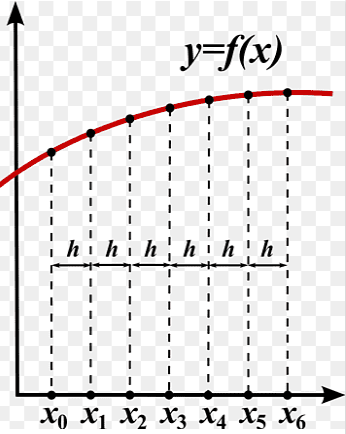 y=f(x)
h h h h h h
x₀ x₁ x₂ x₃ x₄ x₅ x₆